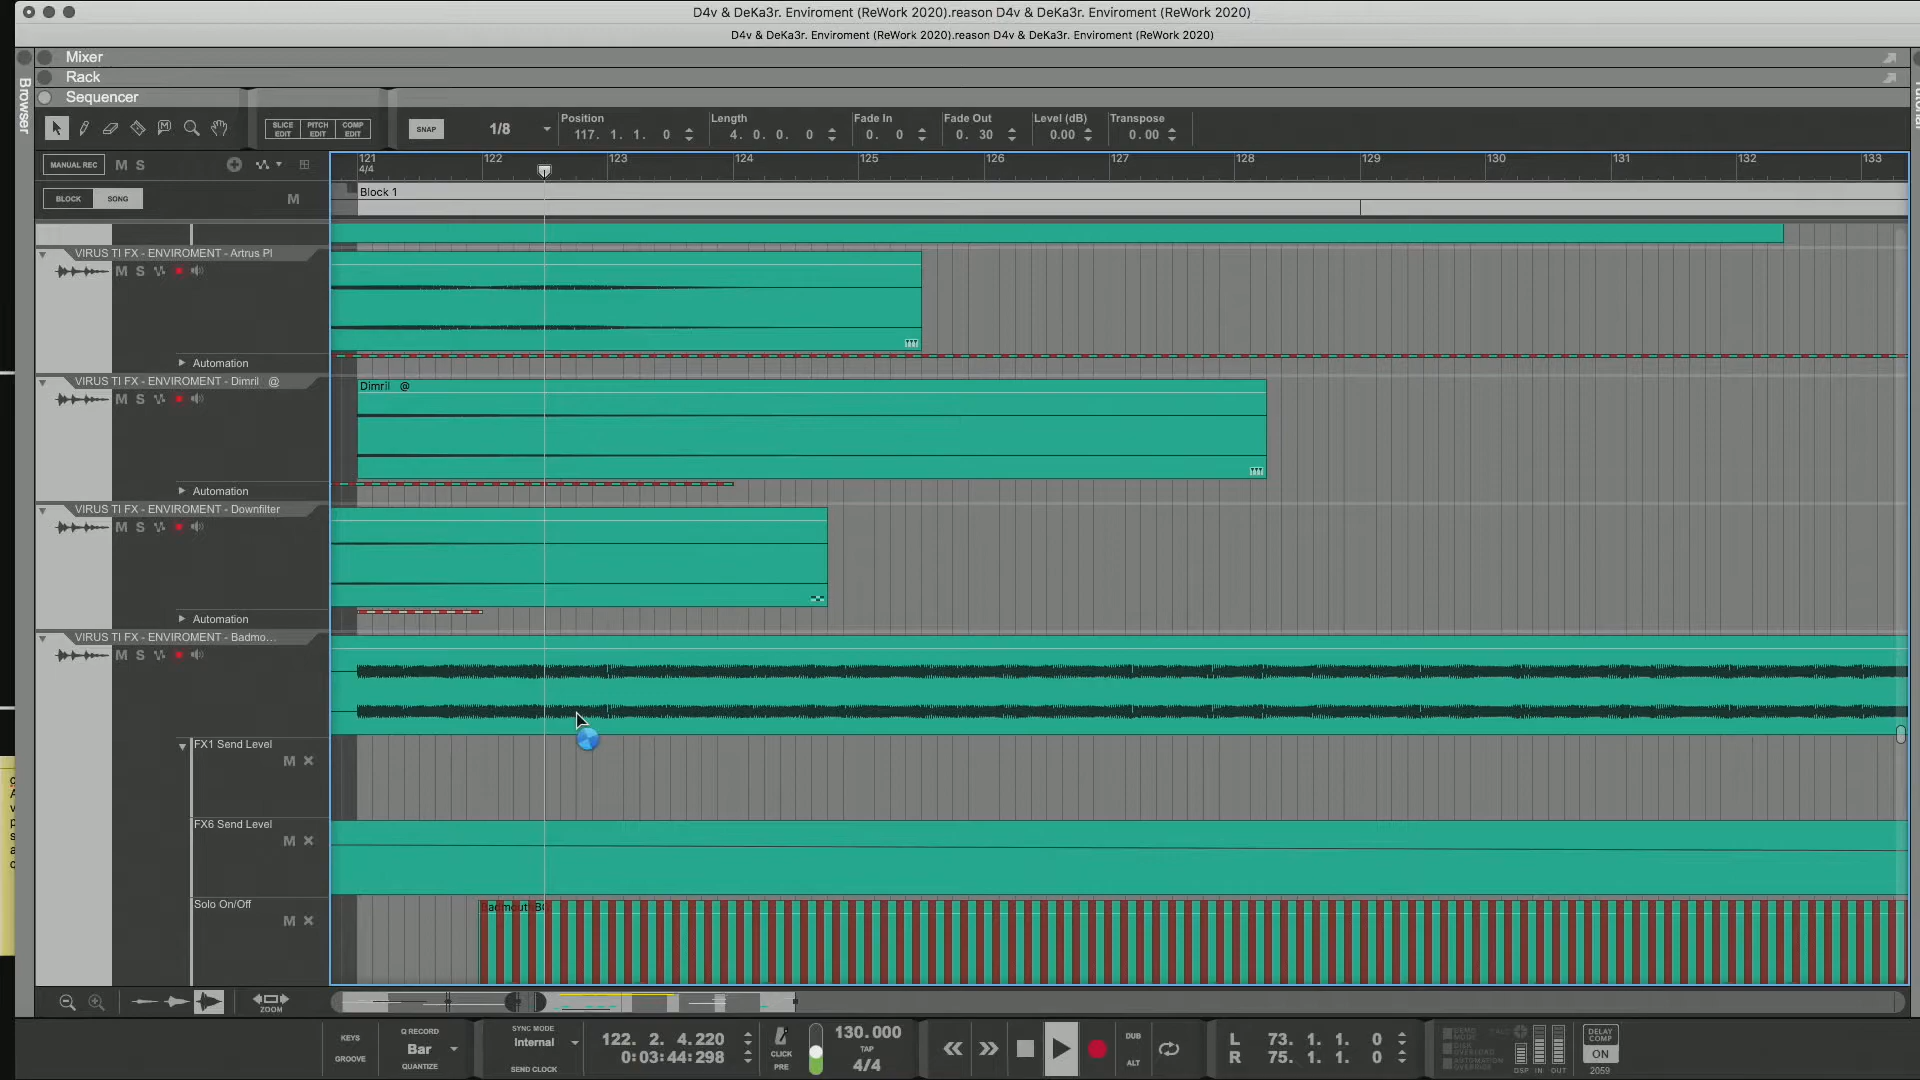 D4v & DeKa3r. Enviroment (ReWork 2020).reason D4v & DeKa3r. Enviroment (ReWork 2020)
D4v & DeKa3r. Enviroment (ReWork 2020).reason D4v & DeKa3r. Enviroment (ReWork 2020)
Browser
Mixer
Rack
Sequencer
SLICE EDIT
PITCH EDIT
COMP EDIT
SNAP
1/8
Position
117. 1. 1. 0
Length
4. 0. 0. 0
Fade In
0. 0
Fade Out
0. 30
Level (dB)
0.00
Transpose
0.00
MANUAL REC
M S
121 122 123 124 125 126 127 128 129 130 131 132 133
4/4
BLOCK SONG
M
Block 1
VIRUS TI FX - ENVIROMENT - Artrus Pl
M S
Automation
VIRUS TI FX - ENVIROMENT - Dimril @
M S
Dimril @
Automation
VIRUS TI FX - ENVIROMENT - Downfilter
M S
Automation
VIRUS TI FX - ENVIROMENT - Badmo...
M S
FX1 Send Level
M
FX6 Send Level
M
Solo On/Off
M
ZOOM
KEYS
GROOVE
Q RECORD
Bar
QUANTIZE
SYNC MODE
Internal
SEND CLOCK
122. 2. 4.220
0:03:44:298
CLICK
PRE
130.000
TAP
4/4
DUB
ALT
L 73. 1. 1. 0
R 75. 1. 1. 0
DSP IN OUT
DELAY COMP
ON
2059